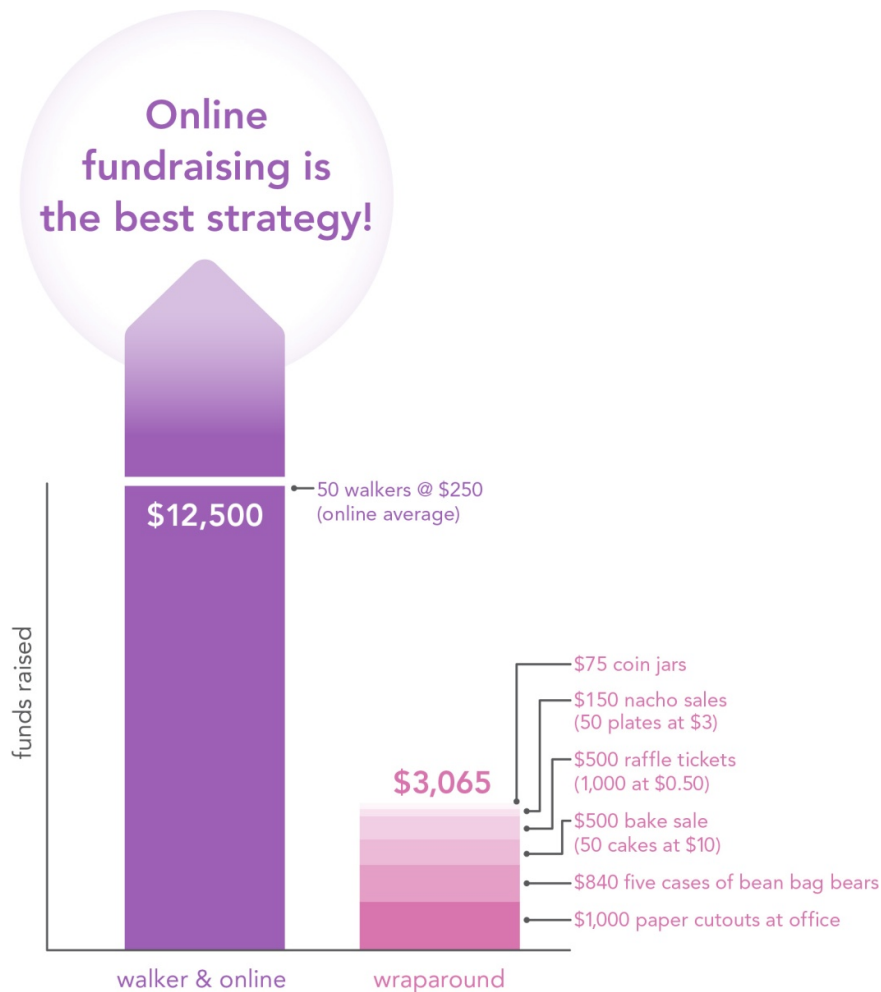 Online
fundraising is
the best strategy!
50 walkers @ $250
(online average)
$12,500
funds raised
$75 coin jars
$150 nacho sales
(50 plates at $3)
$500 raffle tickets
(1,000 at $0.50)
$3,065
$500 bake sale
(50 cakes at $10)
$840 five cases of bean bag bears
$1,000 paper cutouts at office
walker & online
wraparound